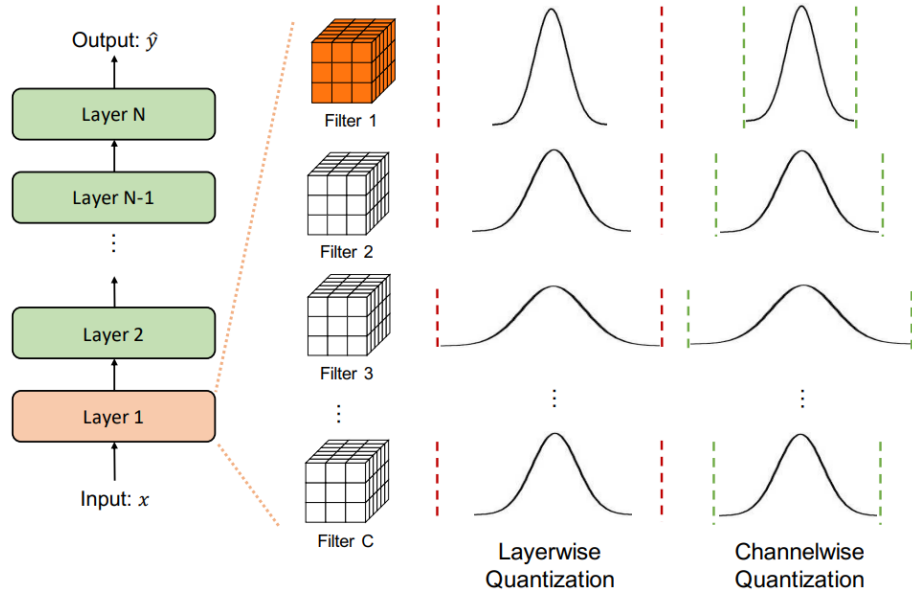 Output: ŷ
Layer N
Layer N-1
⋮
Layer 2
Layer 1
Input: x
Filter 1
Filter 2
Filter 3
⋮
Filter C
⋮
Layerwise
Quantization
⋮
Channelwise
Quantization